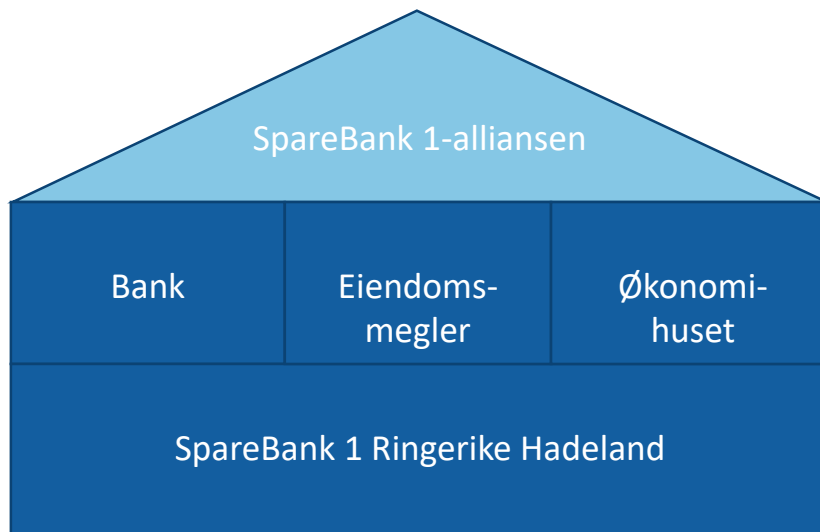 SpareBank 1-alliansen
Bank
Eiendoms-
megler
Økonomi-
huset
SpareBank 1 Ringerike Hadeland